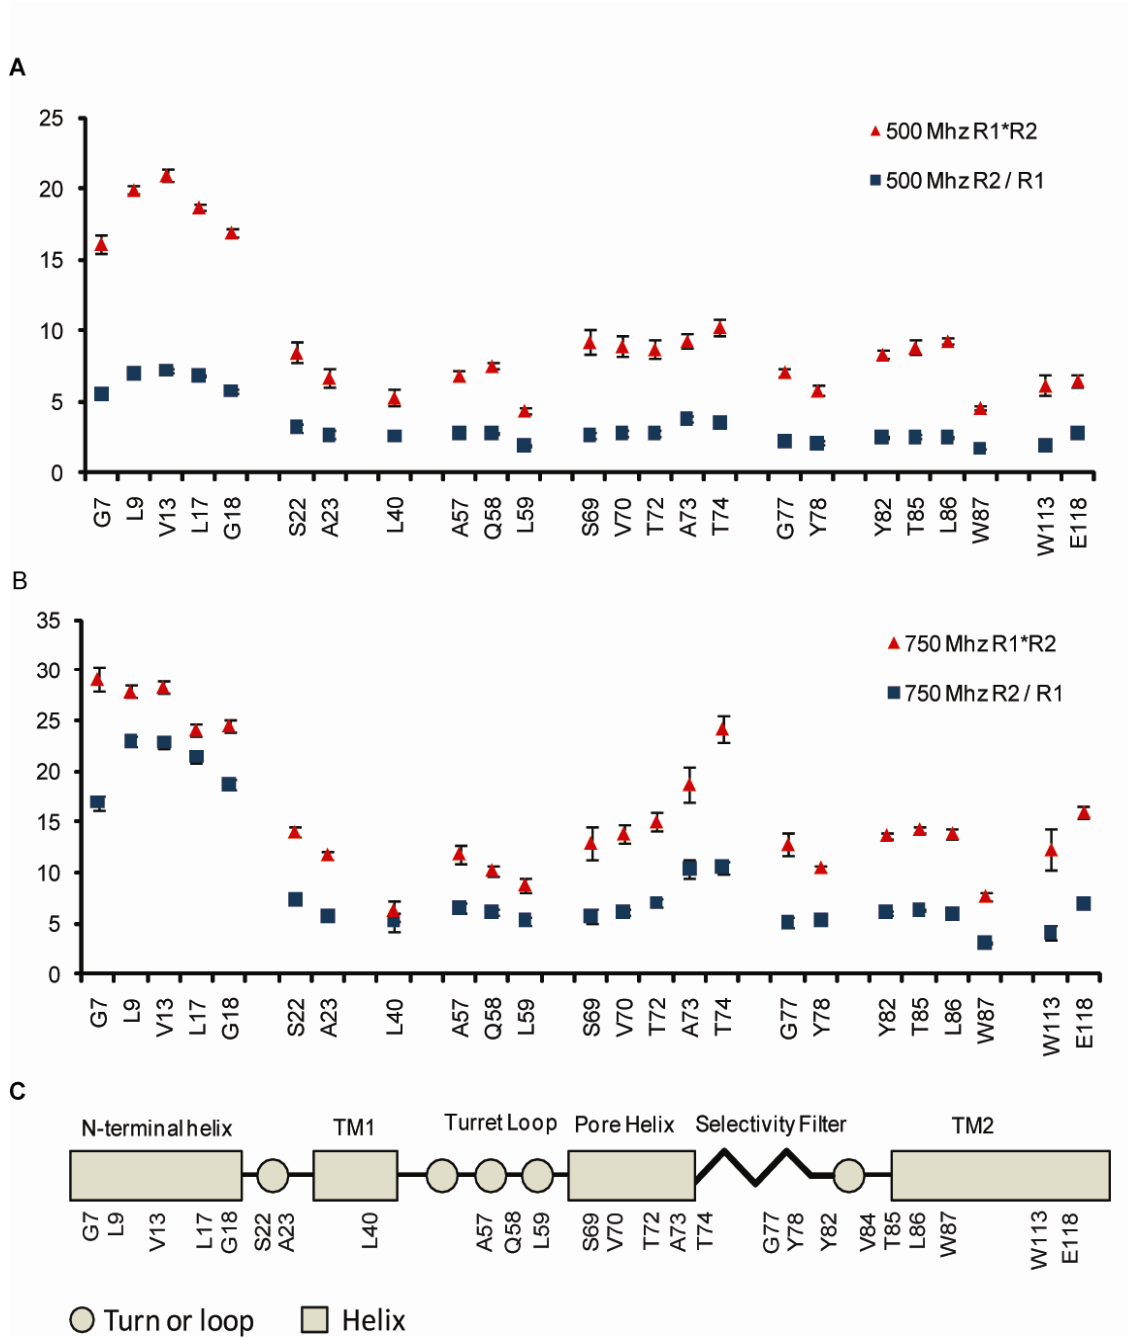 A
25
20
15
10
5
0
500 Mhz R1*R2
500 Mhz R2 / R1
G7 L9 V13 L17 G18 S22 A23 L40 A57 Q58 L59 S69 V70 T72 A73 T74 G77 Y78 Y82 T85 L86 W87 W113 E118
B
35
30
25
20
15
10
5
0
750 Mhz R1*R2
750 Mhz R2 / R1
G7 L9 V13 L17 G18 S22 A23 L40 A57 Q58 L59 S69 V70 T72 A73 T74 G77 Y78 Y82 T85 L86 W87 W113 E118
C
N-terminal helix TM1 Turret Loop Pore Helix Selectivity Filter TM2
G7 L9 V13 L17 G18 S22 A23 L40 A57 Q58 L59 S69 V70 T72 A73 T74 G77 Y78 Y82 V84 T85 L86 W87 W113 E118
Turn or loop Helix